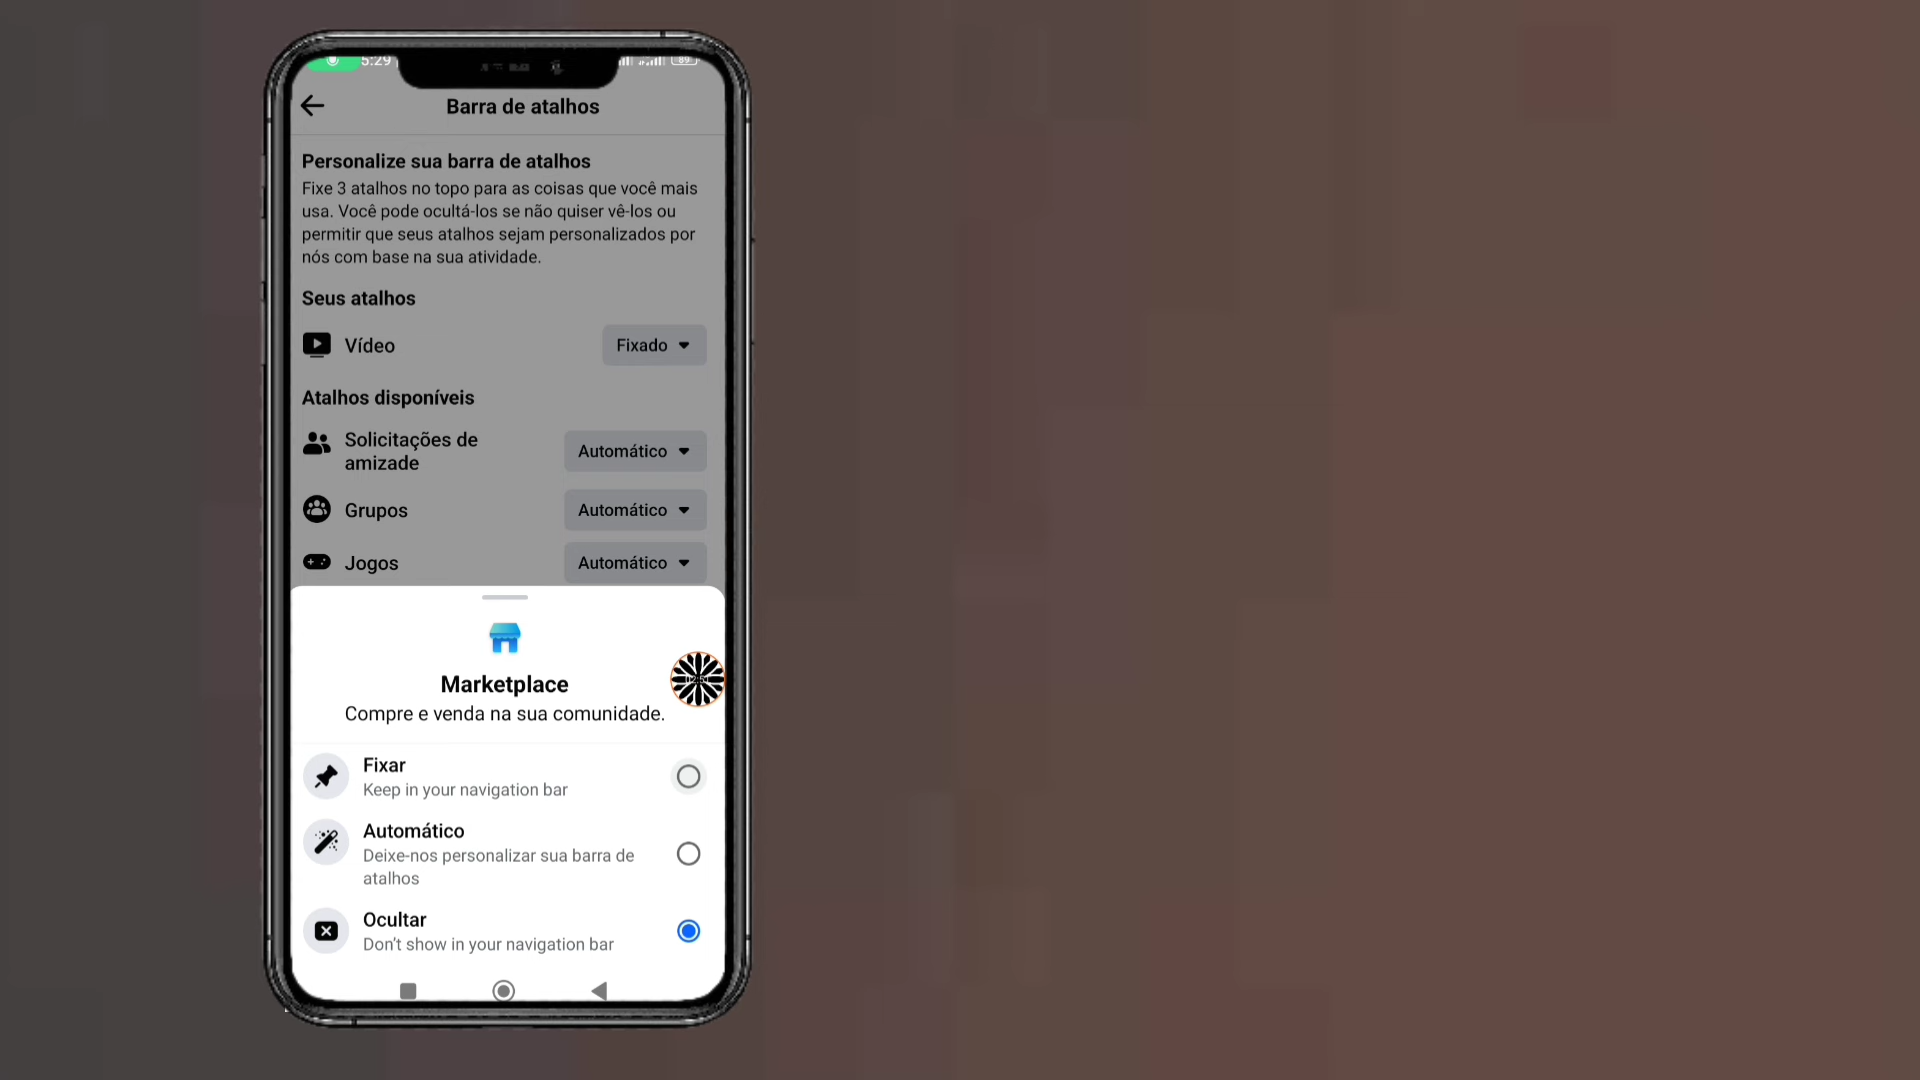 5:29
89
Barra de atalhos
Personalize sua barra de atalhos
Fixe 3 atalhos no topo para as coisas que você mais
usa. Você pode ocultá-los se não quiser vê-los ou
permitir que seus atalhos sejam personalizados por
nós com base na sua atividade.
Seus atalhos
Vídeo
Fixado
Atalhos disponíveis
Solicitações de
amizade
Automático
Grupos
Automático
Jogos
Automático
Marketplace
Compre e venda na sua comunidade.
Fixar
Keep in your navigation bar
Automático
Deixe-nos personalizar sua barra de
atalhos
Ocultar
Don't show in your navigation bar